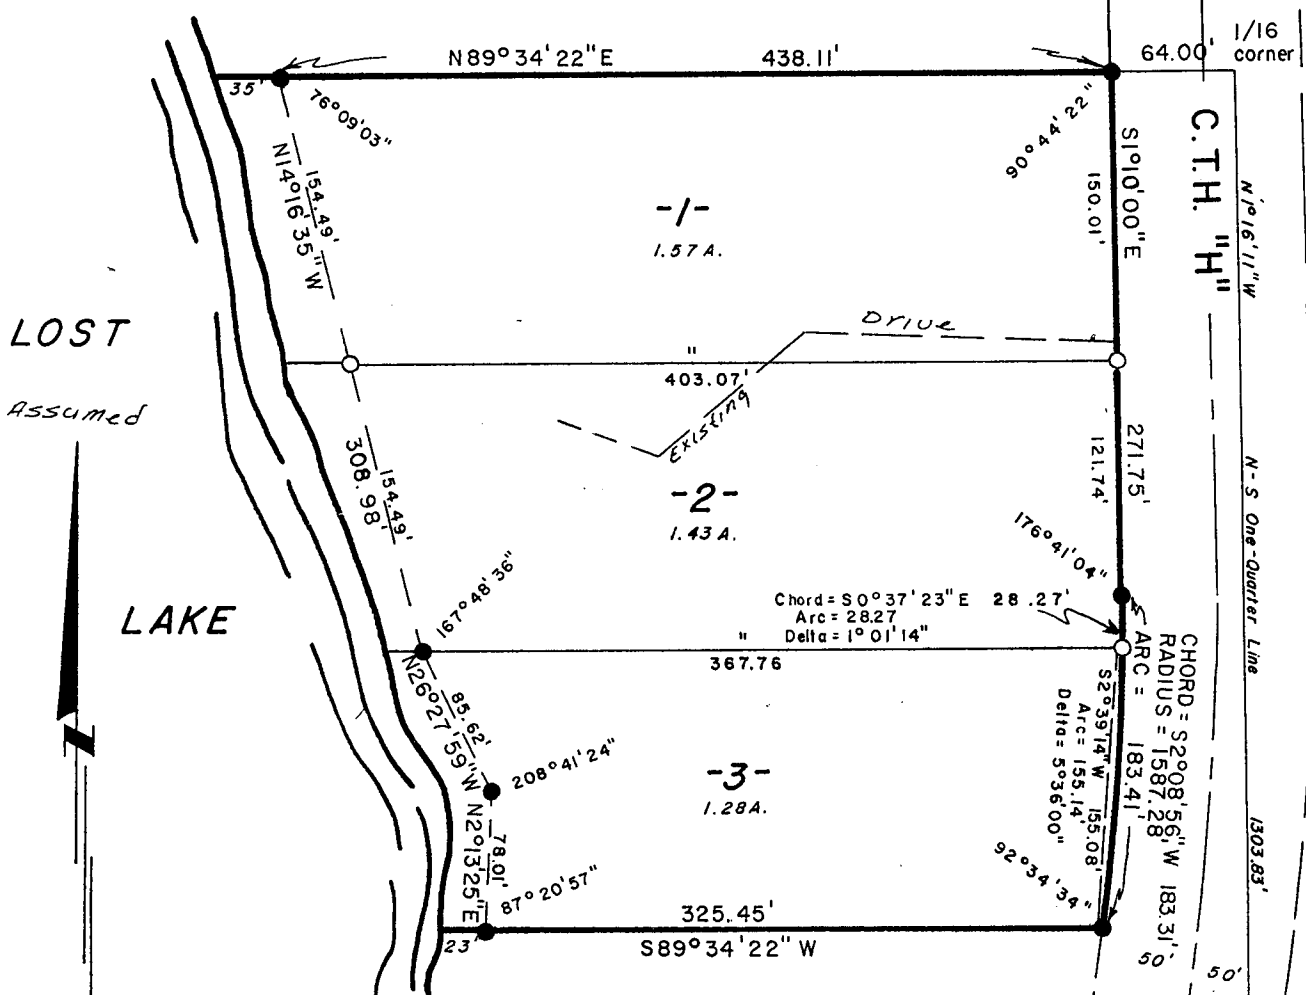 N89°34'22"E 438.11' 64.00' 1/16
corner
35'
76°09'03"
90°44'22"
N14°16'35"W
154.49'
S1°10'00"E
150.01'
C.T.H. "H"
N1°16'11"W
-1-
1.57A.
LOST
LAKE
Assumed
N
Existing Drive
"
403.07'
308.98'
154.49'
271.75'
121.74'
N-S One-Quarter Line
1303.83'
-2-
1.43A.
176°41'04"
167°48'36"
Chord=S0°37'23"E 28.27'
Arc=28.27
Delta=1°01'14"
"
367.76
N26°27'59"W
85.62'
208°41'24"
N2°13'25"E
78.01'
87°20'57"
-3-
1.28A.
S2°39'14"W 155.08'
Arc=155.14'
Delta=5°36'00"
ARC = 183.41'
RADIUS = 1587.28'
CHORD = S2°08'56"W 183.31'
92°34'34"
23'
325.45'
S89°34'22"W
50'
50'